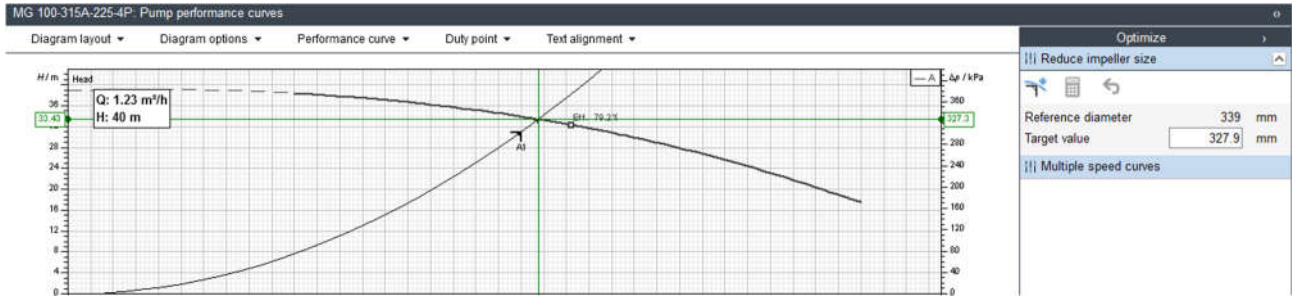 MG 100-315A-225-4P: Pump performance curves
Diagram layout Diagram options Performance curve Duty point Text alignment
Optimize
Reduce impeller size
Reference diameter 339 mm
Target value 327.9 mm
Multiple speed curves
H / m Head
Q: 1.23 m³/h
H: 40 m
36
33.43
28
24
20
16
12
8
4
0
Eff. 79.2%
A1
A
Δp / kPa
360
327.3
280
240
200
160
120
80
40
0